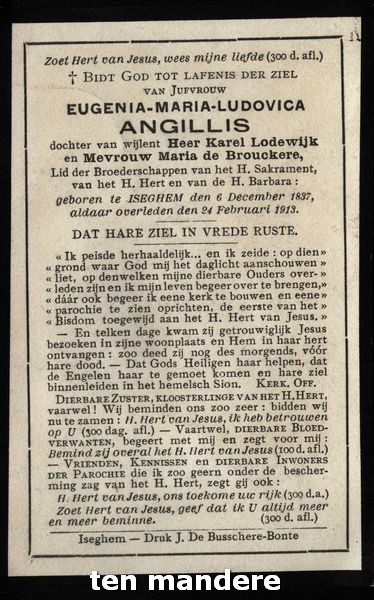 Zoet Hert van Jesus, wees mijne liefde (300 d. afl.)
† BIDT GOD TOT LAFENIS DER ZIEL
VAN JUFVROUW
EUGENIA-MARIA-LUDOVICA
ANGILLIS
dochter van wijlent Heer Karel Lodewijk
en Mevrouw Maria de Brouckere,
Lid der Broederschappen van het H. Sakrament,
van het H. Hert en van de H. Barbara :
geboren te ISEGHEM den 6 December 1837,
aldaar overleden den 24 Februari 1913.
DAT HARE ZIEL IN VREDE RUSTE.
« Ik peisde herhaaldelijk... en ik zeide : op dien »
« grond waar God mij het daglicht aanschouwen »
« liet, op denwelken mijne dierbare Ouders over- »
« leden zijn en ik mijn leven begeer over te brengen, »
« dáár ook begeer ik eene kerk te bouwen en eene »
« parochie te zien oprichten, de eerste van het »
« Bisdom toegewijd aan het H. Hert van Jesus. »
— En telken dage kwam zij getrouwiglijk Jesus
bezoeken in zijne woonplaats en Hem in haar hert
ontvangen : zoo deed zij nog des morgends, vóór
hare dood. — Dat Gods Heiligen haar helpen, dat
de Engelen haar te gemoet komen en hare ziel
binnenleiden in het hemelsch Sion. KERK. OFF.
DIERBARE ZUSTER, KLOOSTERLINGE VAN HET H. HERT,
vaarwel ! Wij beminden ons zoo zeer : bidden wij
nu te zamen : H. Hert van Jesus, ik heb betrouwen
op U (300 dag. afl.) — Vaartwel, DIERBARE BLOED-
VERWANTEN, begeert met mij en zegt voor mij :
Bemind zij overal het H. Hert van Jesus (100 d. afl.)
— VRIENDEN, KENNISSEN EN DIERBARE INWONERS
DER PAROCHIE die ik zoo geern onder de bescher-
ming zag van het H. Hert, zegt gij ook :
H. Hert van Jesus, ons toekome uw rijk (300 d.a.)
Zoet Hert van Jesus, geef dat ik U altijd meer
en meer beminne. (300 d. afl.)
Iseghem — Druk J. De Busschere-Bonte
ten mandere